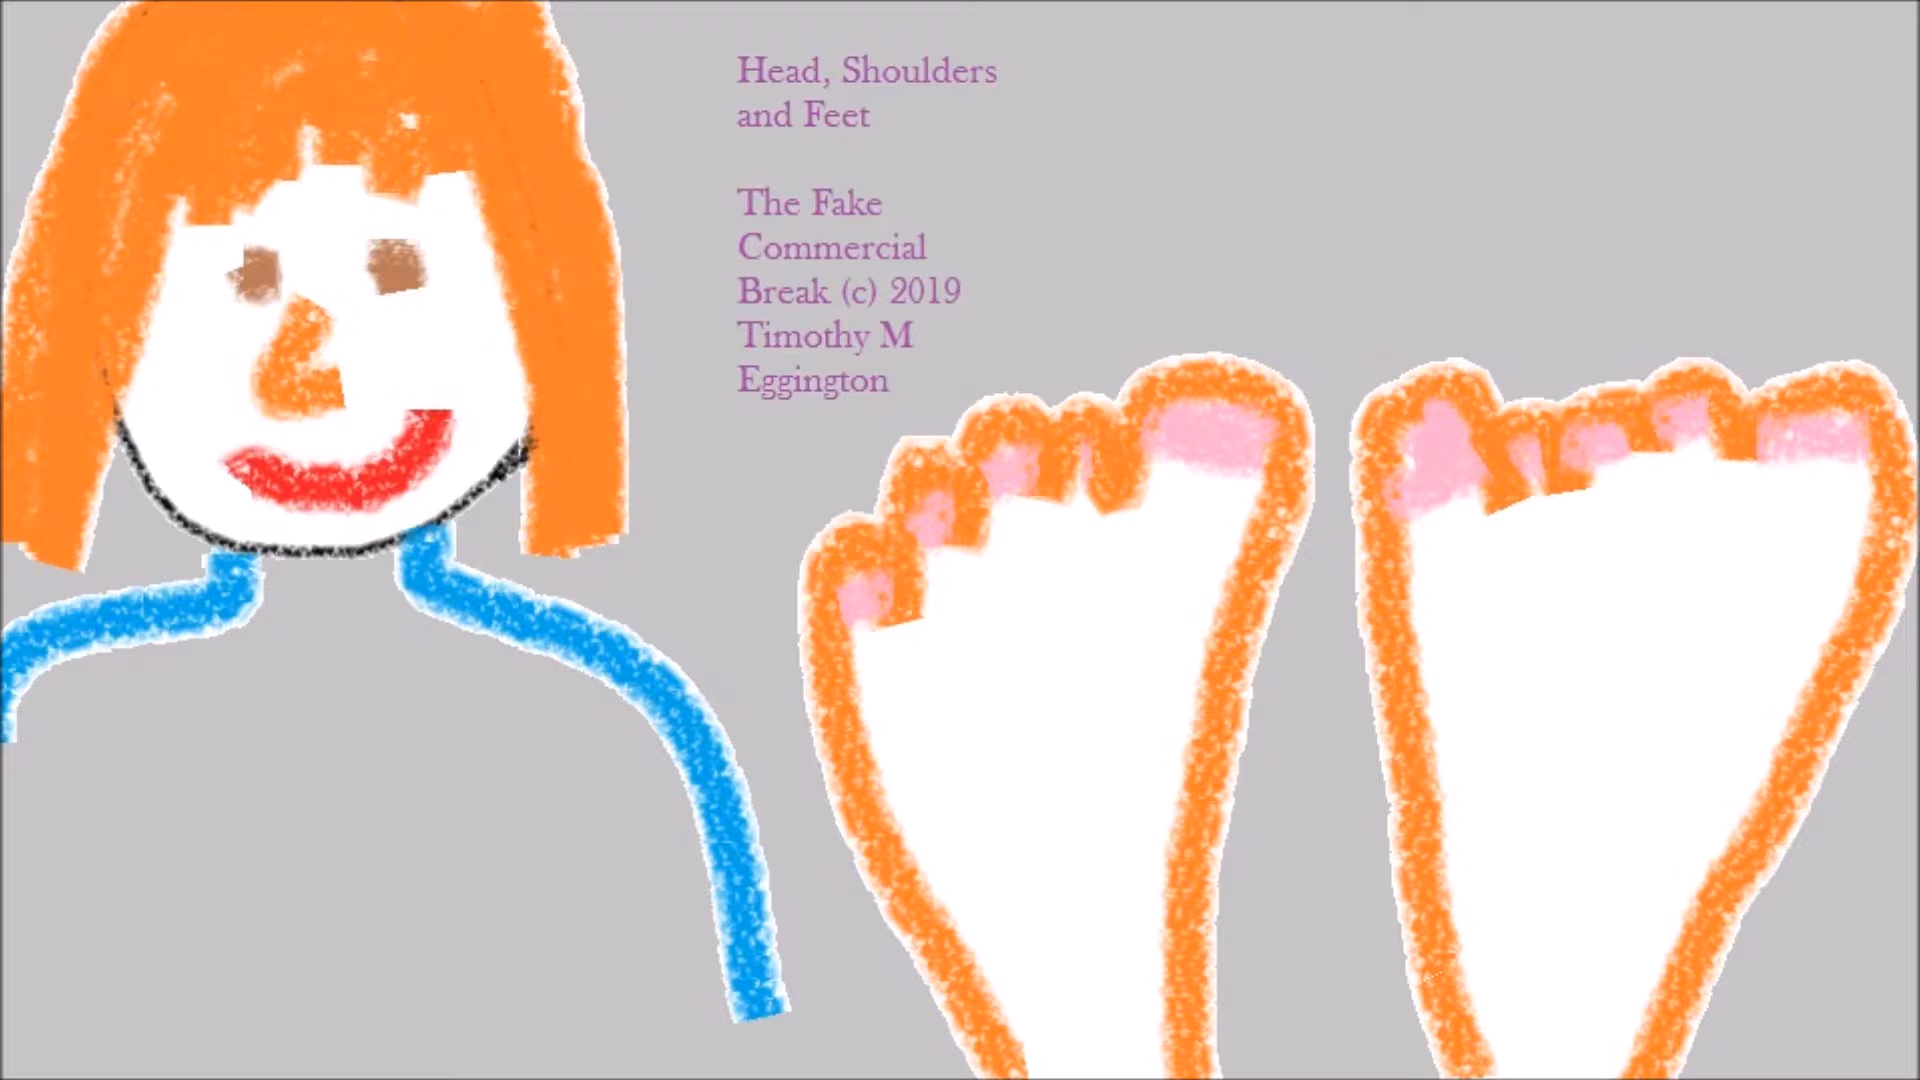 Head, Shoulders
and Feet
The Fake
Commercial
Break (c) 2019
Timothy M
Eggington